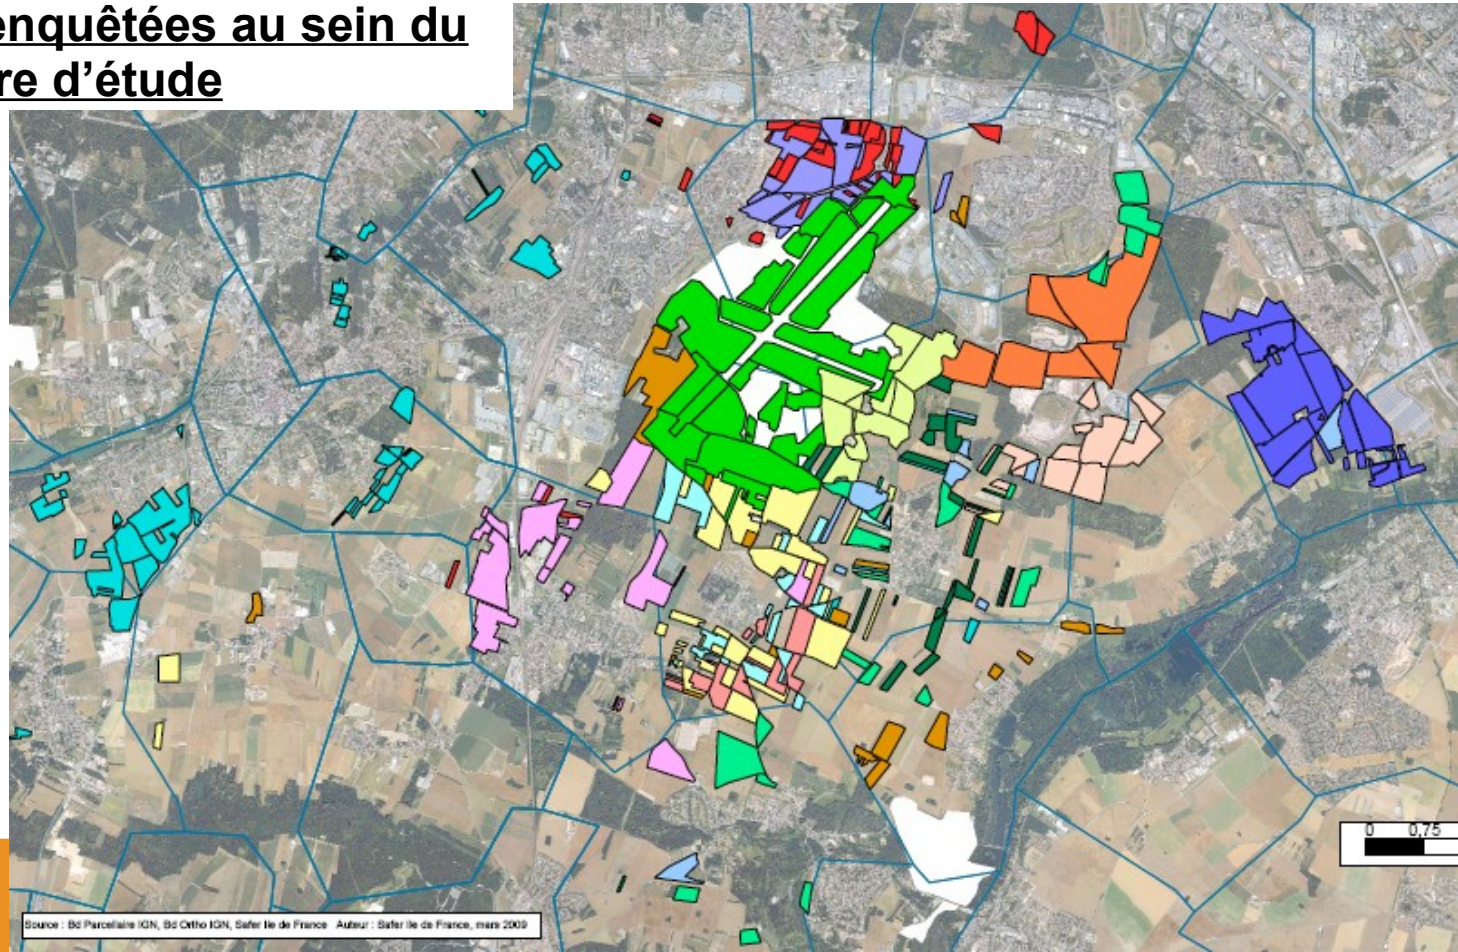 enquêtées au sein du
re d’étude
0 0,75
Source : Bd Parcellaire IGN, Bd Ortho IGN, Safer Ile de France Auteur : Safer Ile de France, mars 2009